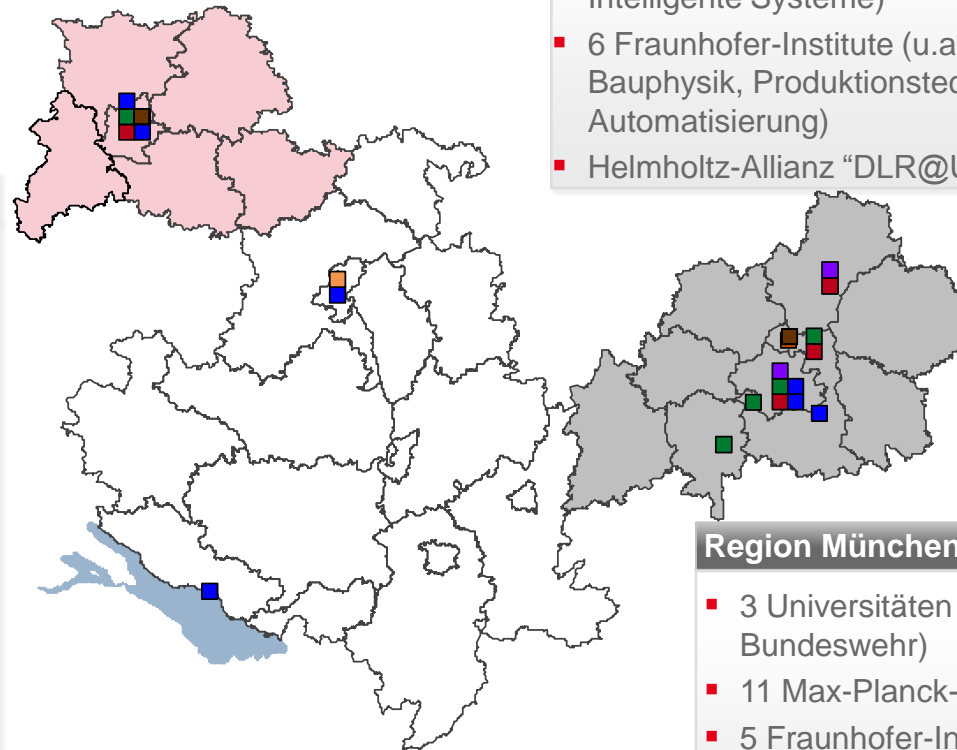 Intelligente Systeme)
6 Fraunhofer-Institute (u.a
Bauphysik, Produktionstec
Automatisierung)
Helmholtz-Allianz “DLR@U
Region München
3 Universitäten
Bundeswehr)
11 Max-Planck-
5 Fraunhofer-In